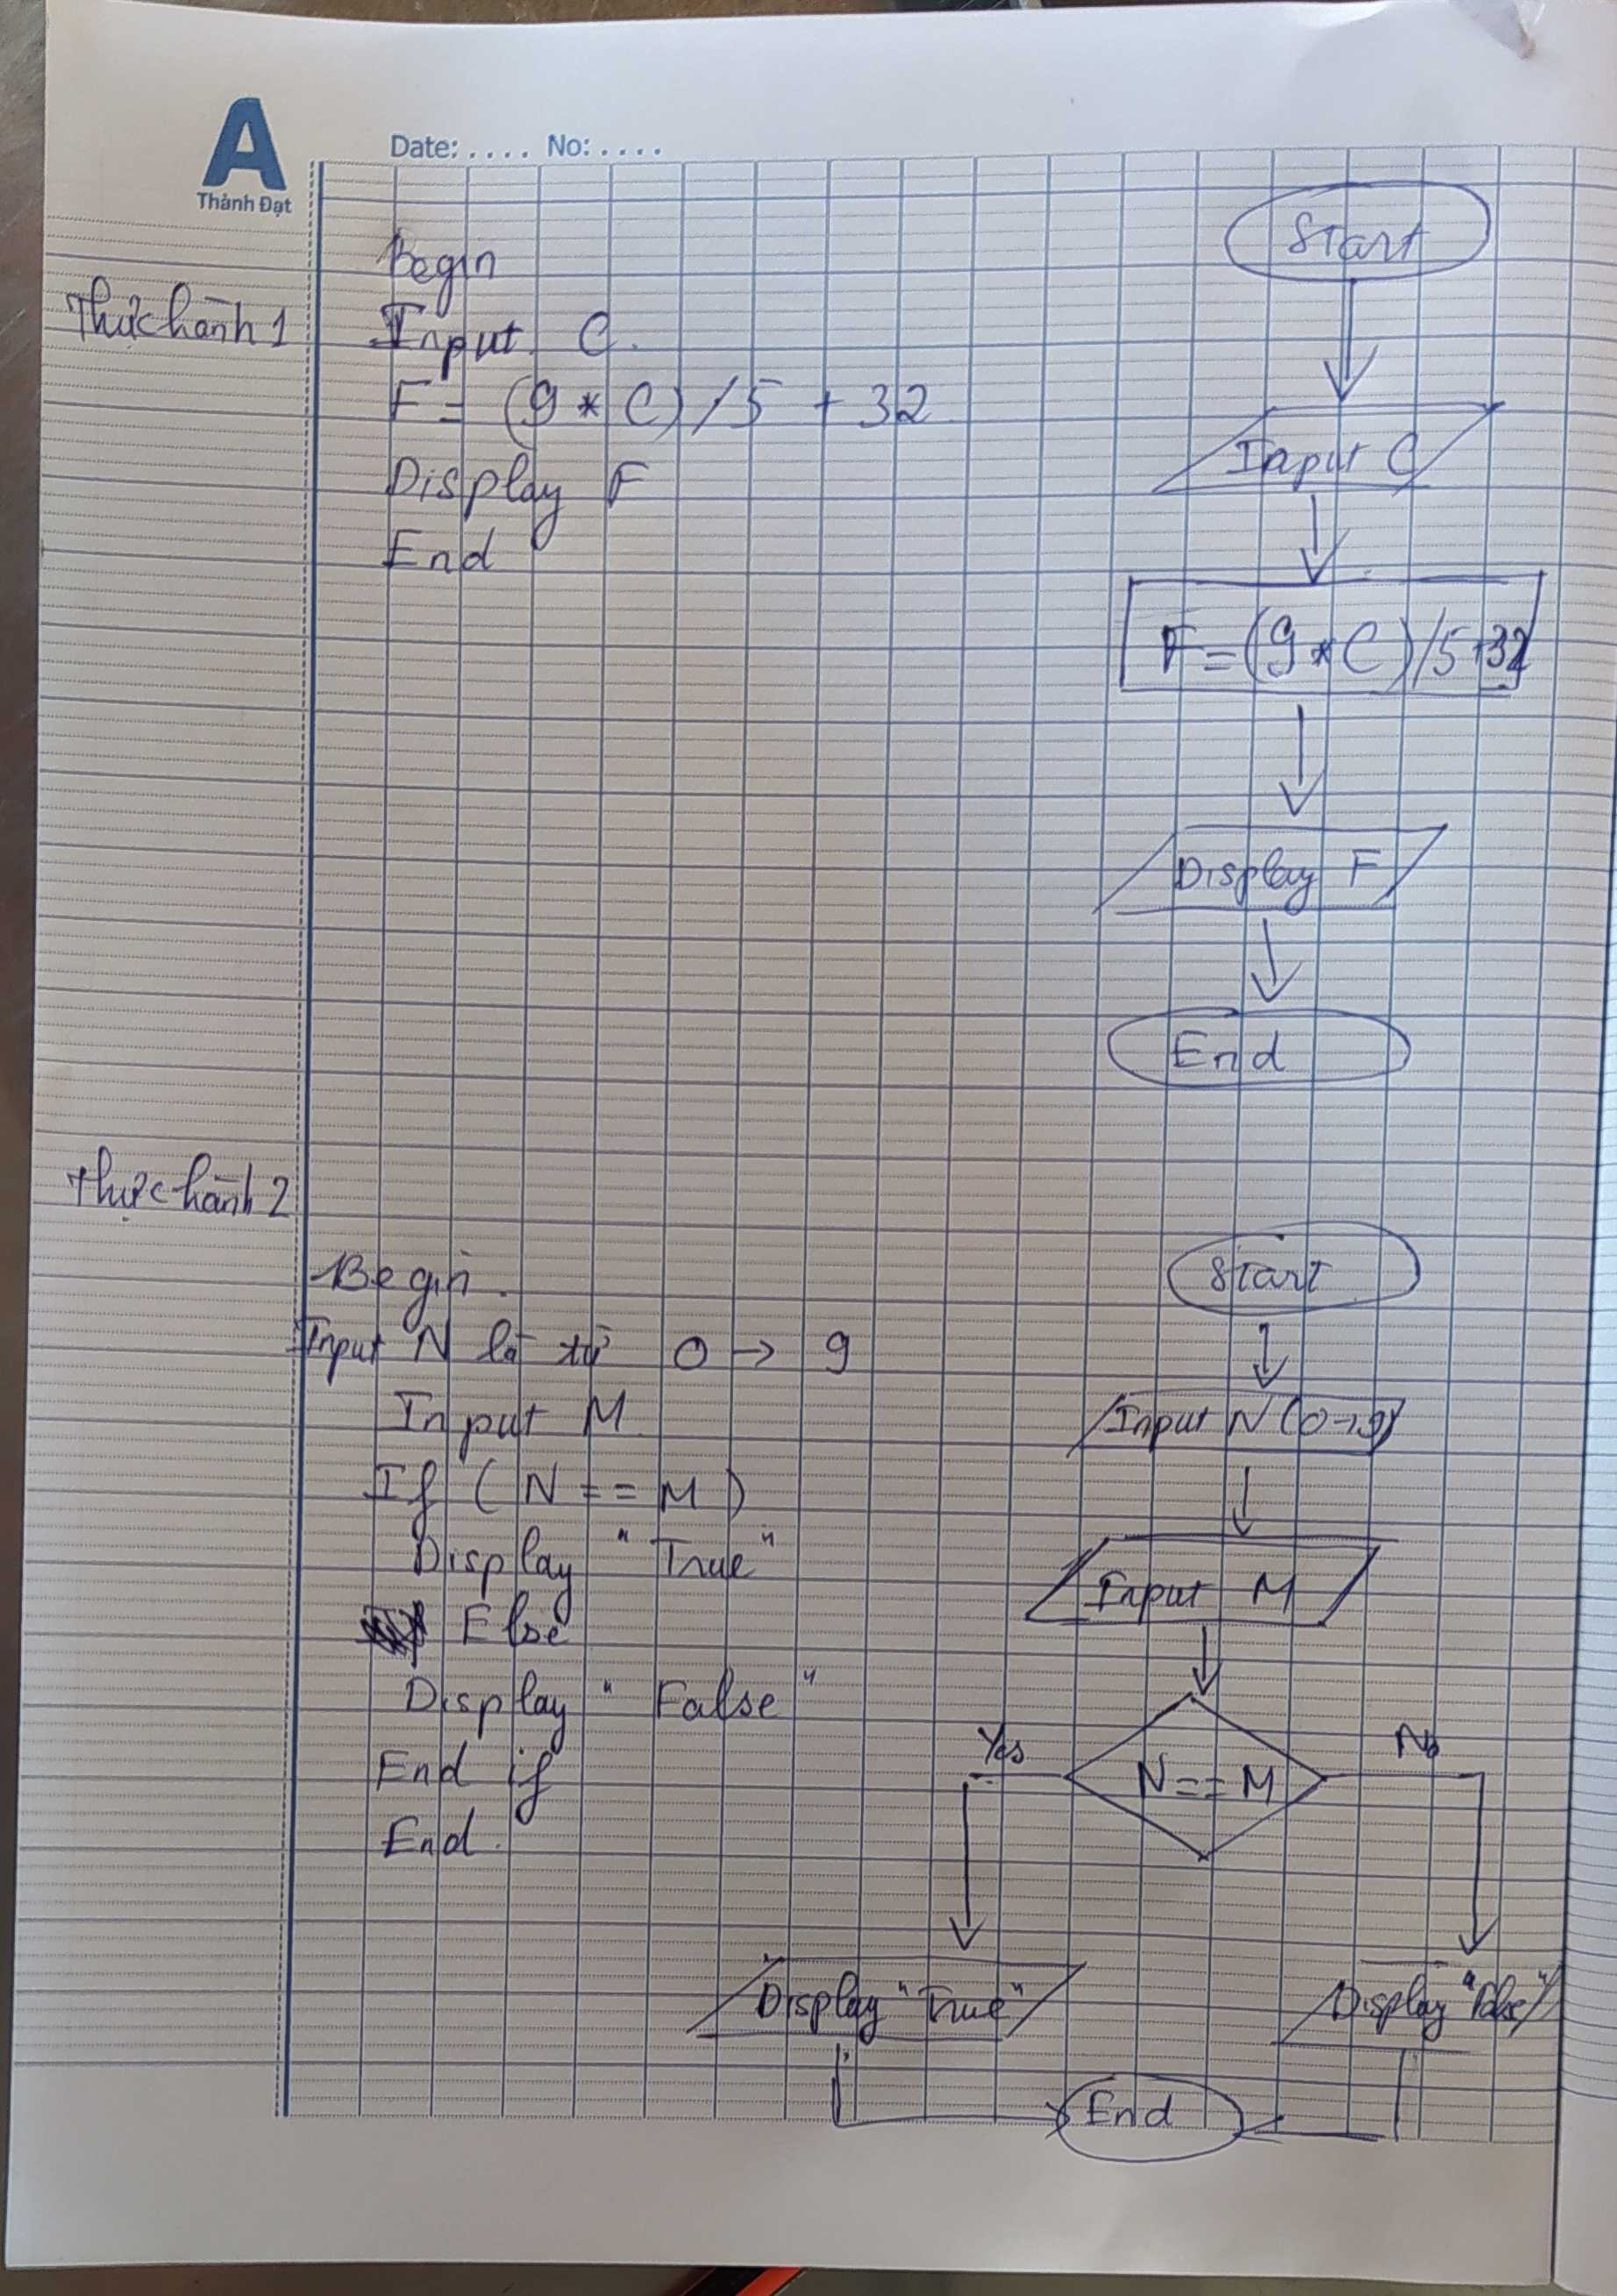 A
Thành Đạt
Date: .... No: ....
Thực hành 1
Begin
Input C.
F = (9 * C) / 5 + 32
Display F
End
Start
Input C
F = (9 * C) / 5 + 32
Display F
End
Thực hành 2
Begin.
Input N là từ 0 → 9
Input M
If ( N == M )
Display "True"
Else
Display "False"
End if
End.
Start
Input N (0→9)
Input M
N == M
Yes
No
Display "True"
Display "False"
End